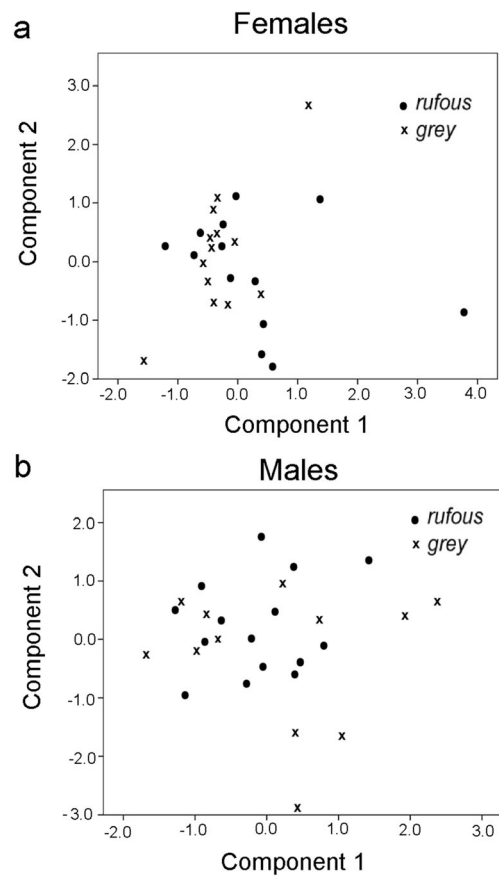 a
Females
Component 2
3.0
2.0
1.0
0.0
-1.0
-2.0
rufous
x grey
-2.0 -1.0 0.0 1.0 2.0 3.0 4.0
Component 1
b
Males
Component 2
2.0
1.0
0.0
-1.0
-2.0
-3.0
rufous
x grey
-2.0 -1.0 0.0 1.0 2.0 3.0
Component 1